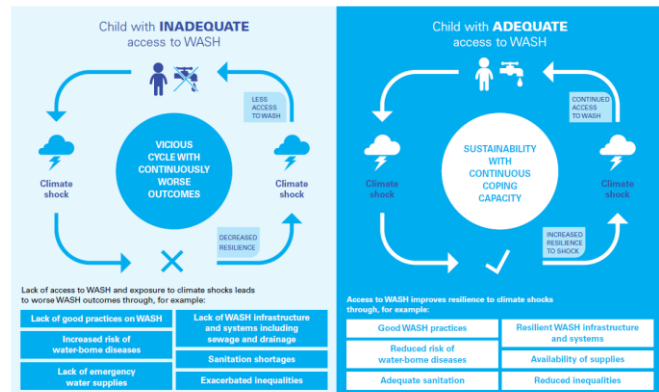 Child with INADEQUATE
access to WASH
LESS
ACCESS
TO WASH
Climate
shock
VICIOUS
CYCLE WITH
CONTINUOUSLY
WORSE
OUTCOMES
Climate
shock
DECREASED
RESILIENCE
Lack of access to WASH and exposure to climate shocks leads
to worse WASH outcomes through, for example:
Lack of good practices on WASH
Increased risk of
water-borne diseases
Lack of emergency
water supplies
Lack of WASH infrastructure
and systems including
sewage and drainage
Sanitation shortages
Exacerbated inequalities
Child with ADEQUATE
access to WASH
CONTINUED
ACCESS
TO WASH
Climate
shock
SUSTAINABILITY
WITH
CONTINUOUS
COPING
CAPACITY
Climate
shock
INCREASED
RESILIENCE
TO SHOCK
Access to WASH improves resilience to climate shocks
through, for example:
Good WASH practices
Reduced risk of
water-borne diseases
Adequate sanitation
Resilient WASH infrastructure
and systems
Availability of supplies
Reduced inequalities